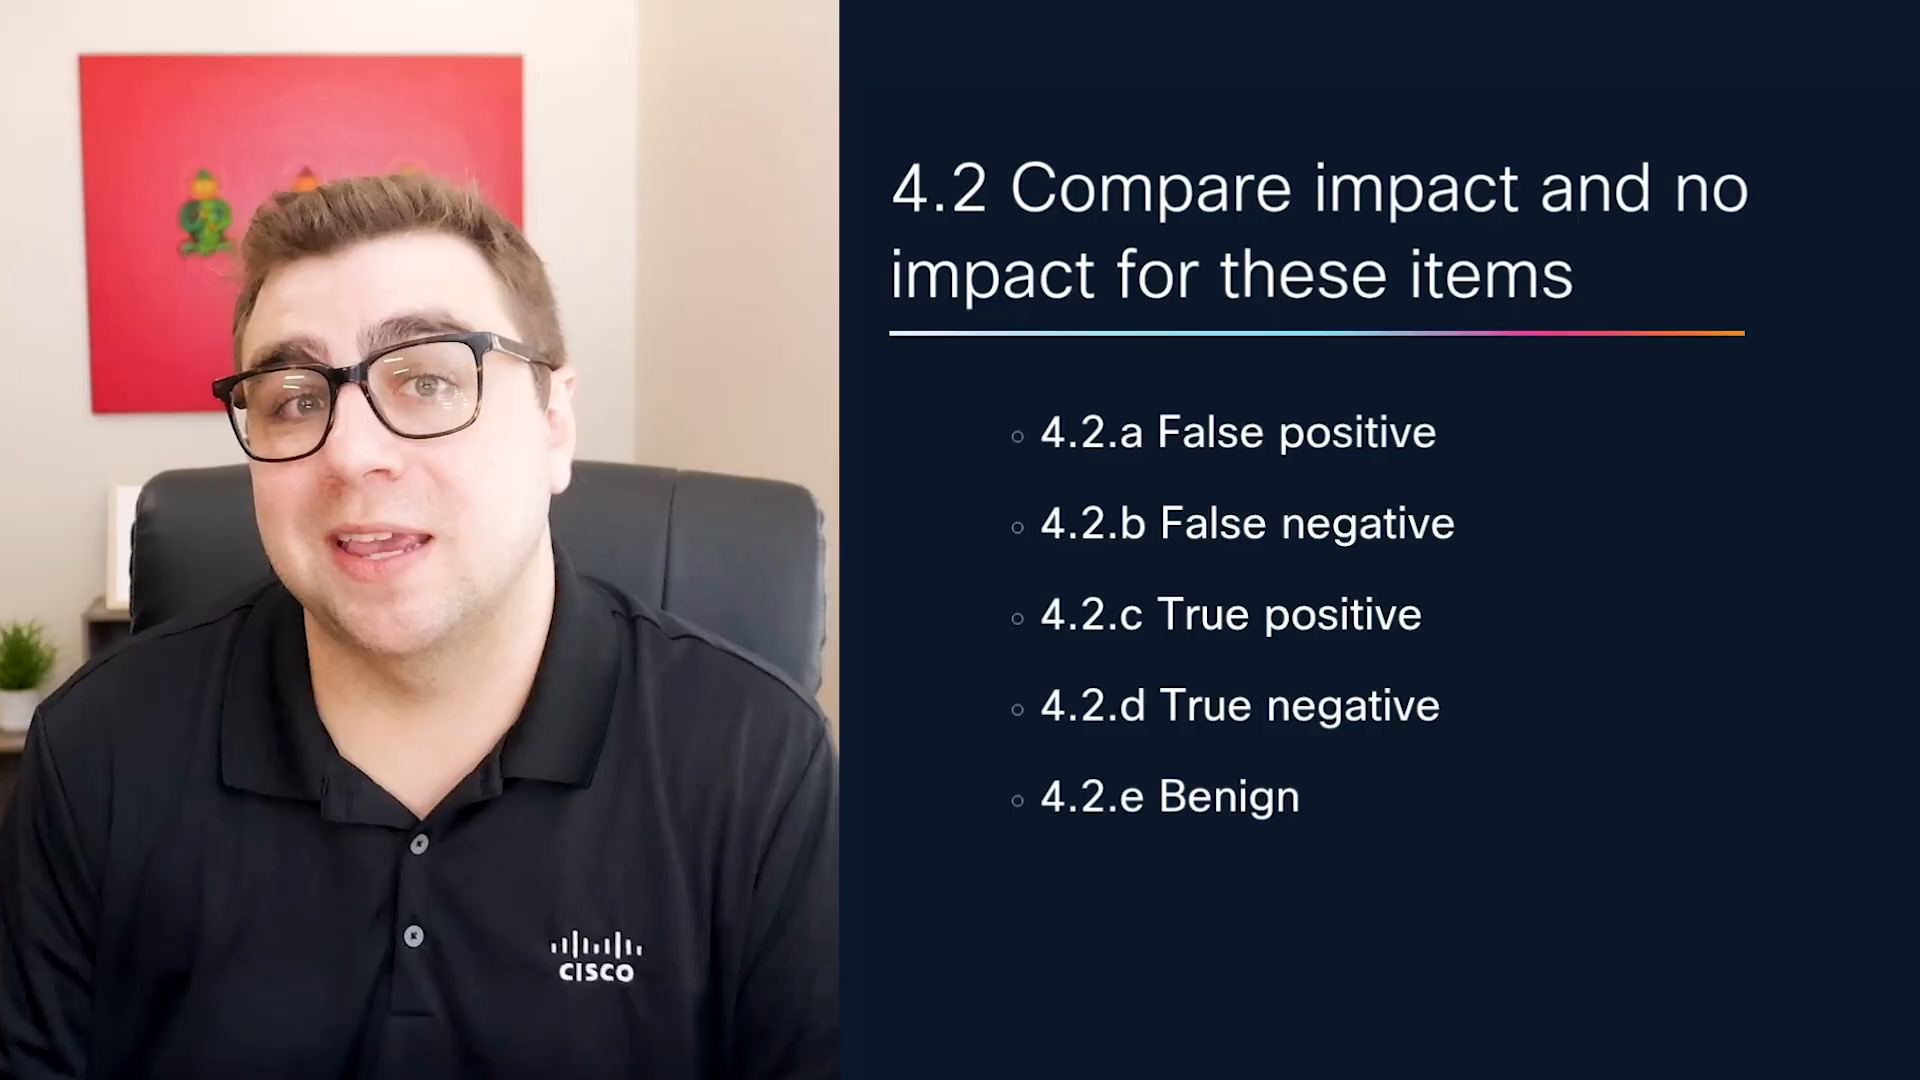 4.2 Compare impact and no
impact for these items
4.2.a False positive
4.2.b False negative
4.2.c True positive
4.2.d True negative
4.2.e Benign
CISCO